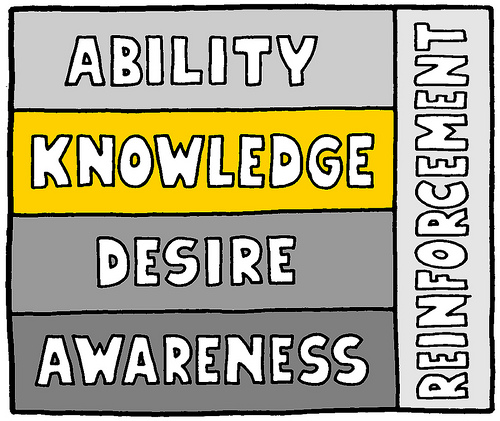 ABILITY
KNOWLEDGE
DESIRE
AWARENESS
REINFORCEMENT